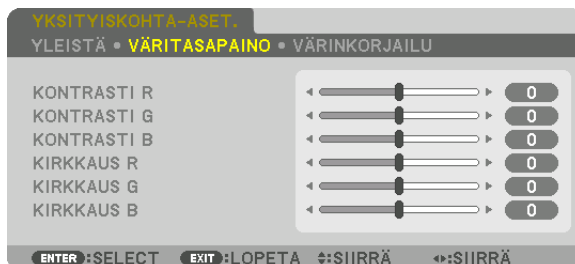 YKSITYISKOHTA-ASET.
YLEISTÄ • VÄRITASAPAINO • VÄRINKORJAILU
KONTRASTI R 0
KONTRASTI G 0
KONTRASTI B 0
KIRKKAUS R 0
KIRKKAUS G 0
KIRKKAUS B 0
ENTER :SELECT EXIT :LOPETA :SIIRRÄ :SIIRRÄ